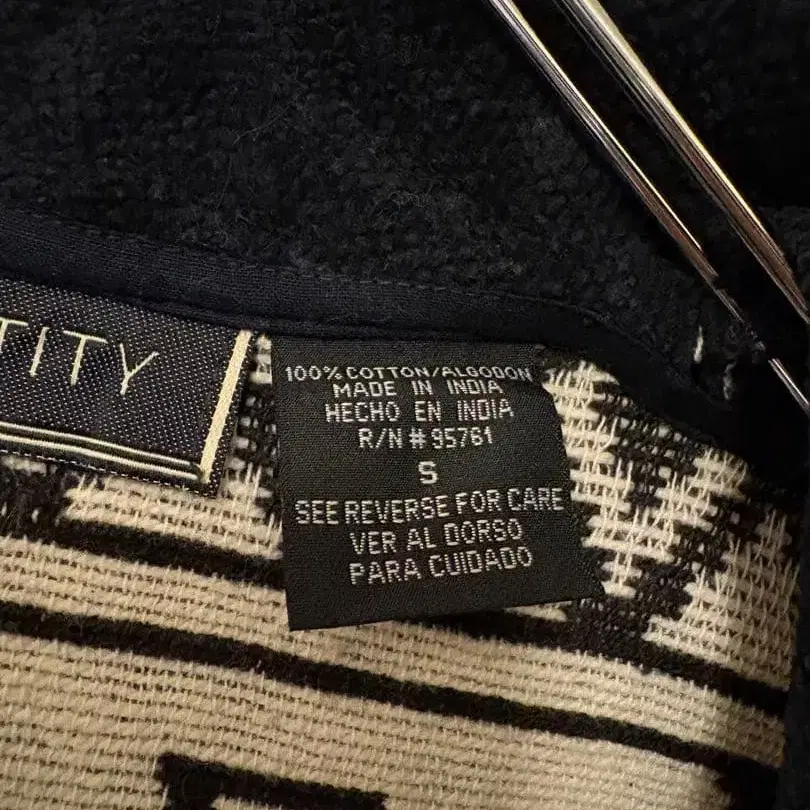 TITY
100% COTTON/ALGODON
MADE IN INDIA
HECHO EN INDIA
R/N # 95761
S
SEE REVERSE FOR CARE
VER AL DORSO
PARA CUIDADO